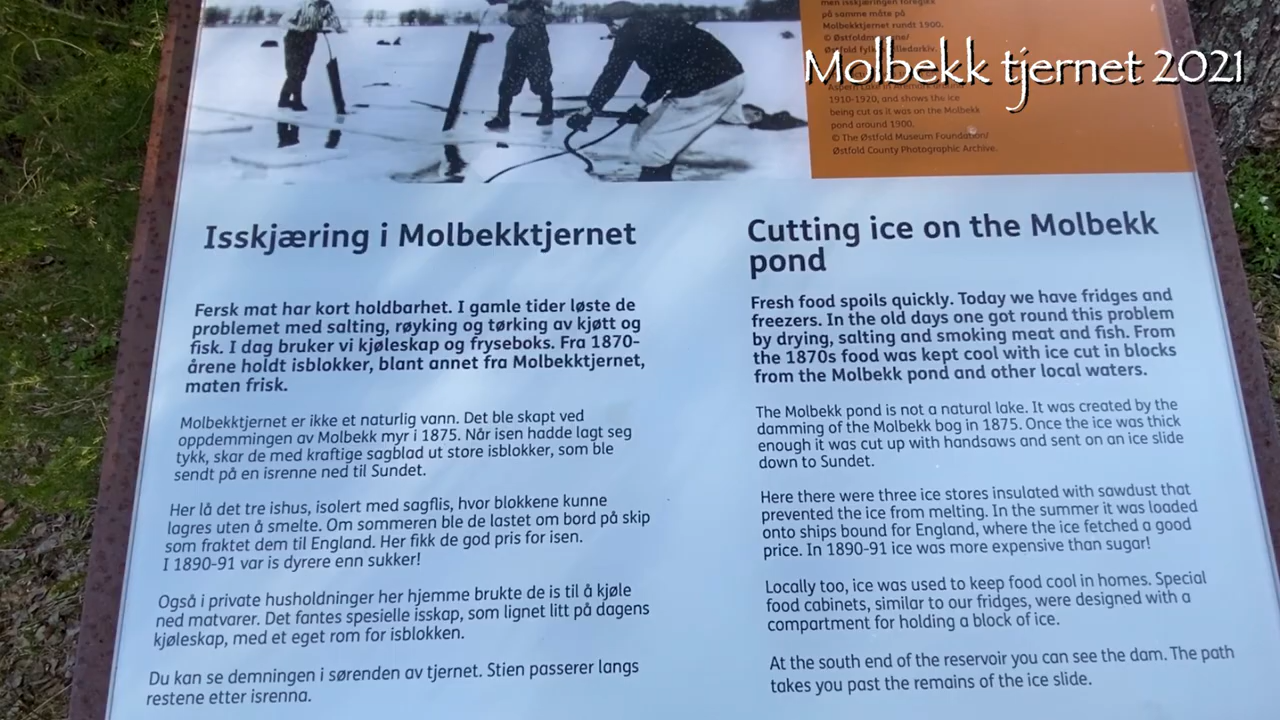 men isskjæringen foregikk
på samme måte på
Molbekktjernet rundt 1900.
Molbekk tjernet 2021
1910-1920, and shows the ice
being cut as it was on the Molbekk
pond around 1900.
© The Østfold Museum Foundation/
Østfold County Photographic Archive.
Isskjæring i Molbekktjernet
Fersk mat har kort holdbarhet. I gamle tider løste de
problemet med salting, røyking og tørking av kjøtt og
fisk. I dag bruker vi kjøleskap og fryseboks. Fra 1870-
årene holdt isblokker, blant annet fra Molbekktjernet,
maten frisk.
Molbekktjernet er ikke et naturlig vann. Det ble skapt ved
oppdemmingen av Molbekk myr i 1875. Når isen hadde lagt seg
tykk, skar de med kraftige sagblad ut store isblokker, som ble
sendt på en isrenne ned til Sundet.
Her lå det tre ishus, isolert med sagflis, hvor blokkene kunne
lagres uten å smelte. Om sommeren ble de lastet om bord på skip
som fraktet dem til England. Her fikk de god pris for isen.
I 1890-91 var is dyrere enn sukker!
Også i private husholdninger her hjemme brukte de is til å kjøle
ned matvarer. Det fantes spesielle isskap, som lignet litt på dagens
kjøleskap, med et eget rom for isblokken.
Du kan se demningen i sørenden av tjernet. Stien passerer langs
restene etter isrenna.
Cutting ice on the Molbekk
pond
Fresh food spoils quickly. Today we have fridges and
freezers. In the old days one got round this problem
by drying, salting and smoking meat and fish. From
the 1870s food was kept cool with ice cut in blocks
from the Molbekk pond and other local waters.
The Molbekk pond is not a natural lake. It was created by the
damming of the Molbekk bog in 1875. Once the ice was thick
enough it was cut up with handsaws and sent on an ice slide
down to Sundet.
Here there were three ice stores insulated with sawdust that
prevented the ice from melting. In the summer it was loaded
onto ships bound for England, where the ice fetched a good
price. In 1890-91 ice was more expensive than sugar!
Locally too, ice was used to keep food cool in homes. Special
food cabinets, similar to our fridges, were designed with a
compartment for holding a block of ice.
At the south end of the reservoir you can see the dam. The path
takes you past the remains of the ice slide.